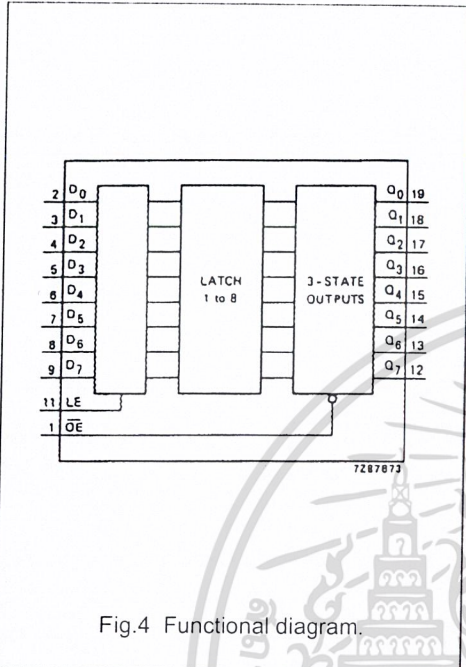 2 D0 Q0 19
3 D1 Q1 18
4 D2 Q2 17
5 D3 Q3 16
6 D4 Q4 15
7 D5 Q5 14
8 D6 Q6 13
9 D7 Q7 12
LATCH
1 to 8
3-STATE
OUTPUTS
11 LE
1 O̅E̅
7Z87873
Fig.4 Functional diagram.